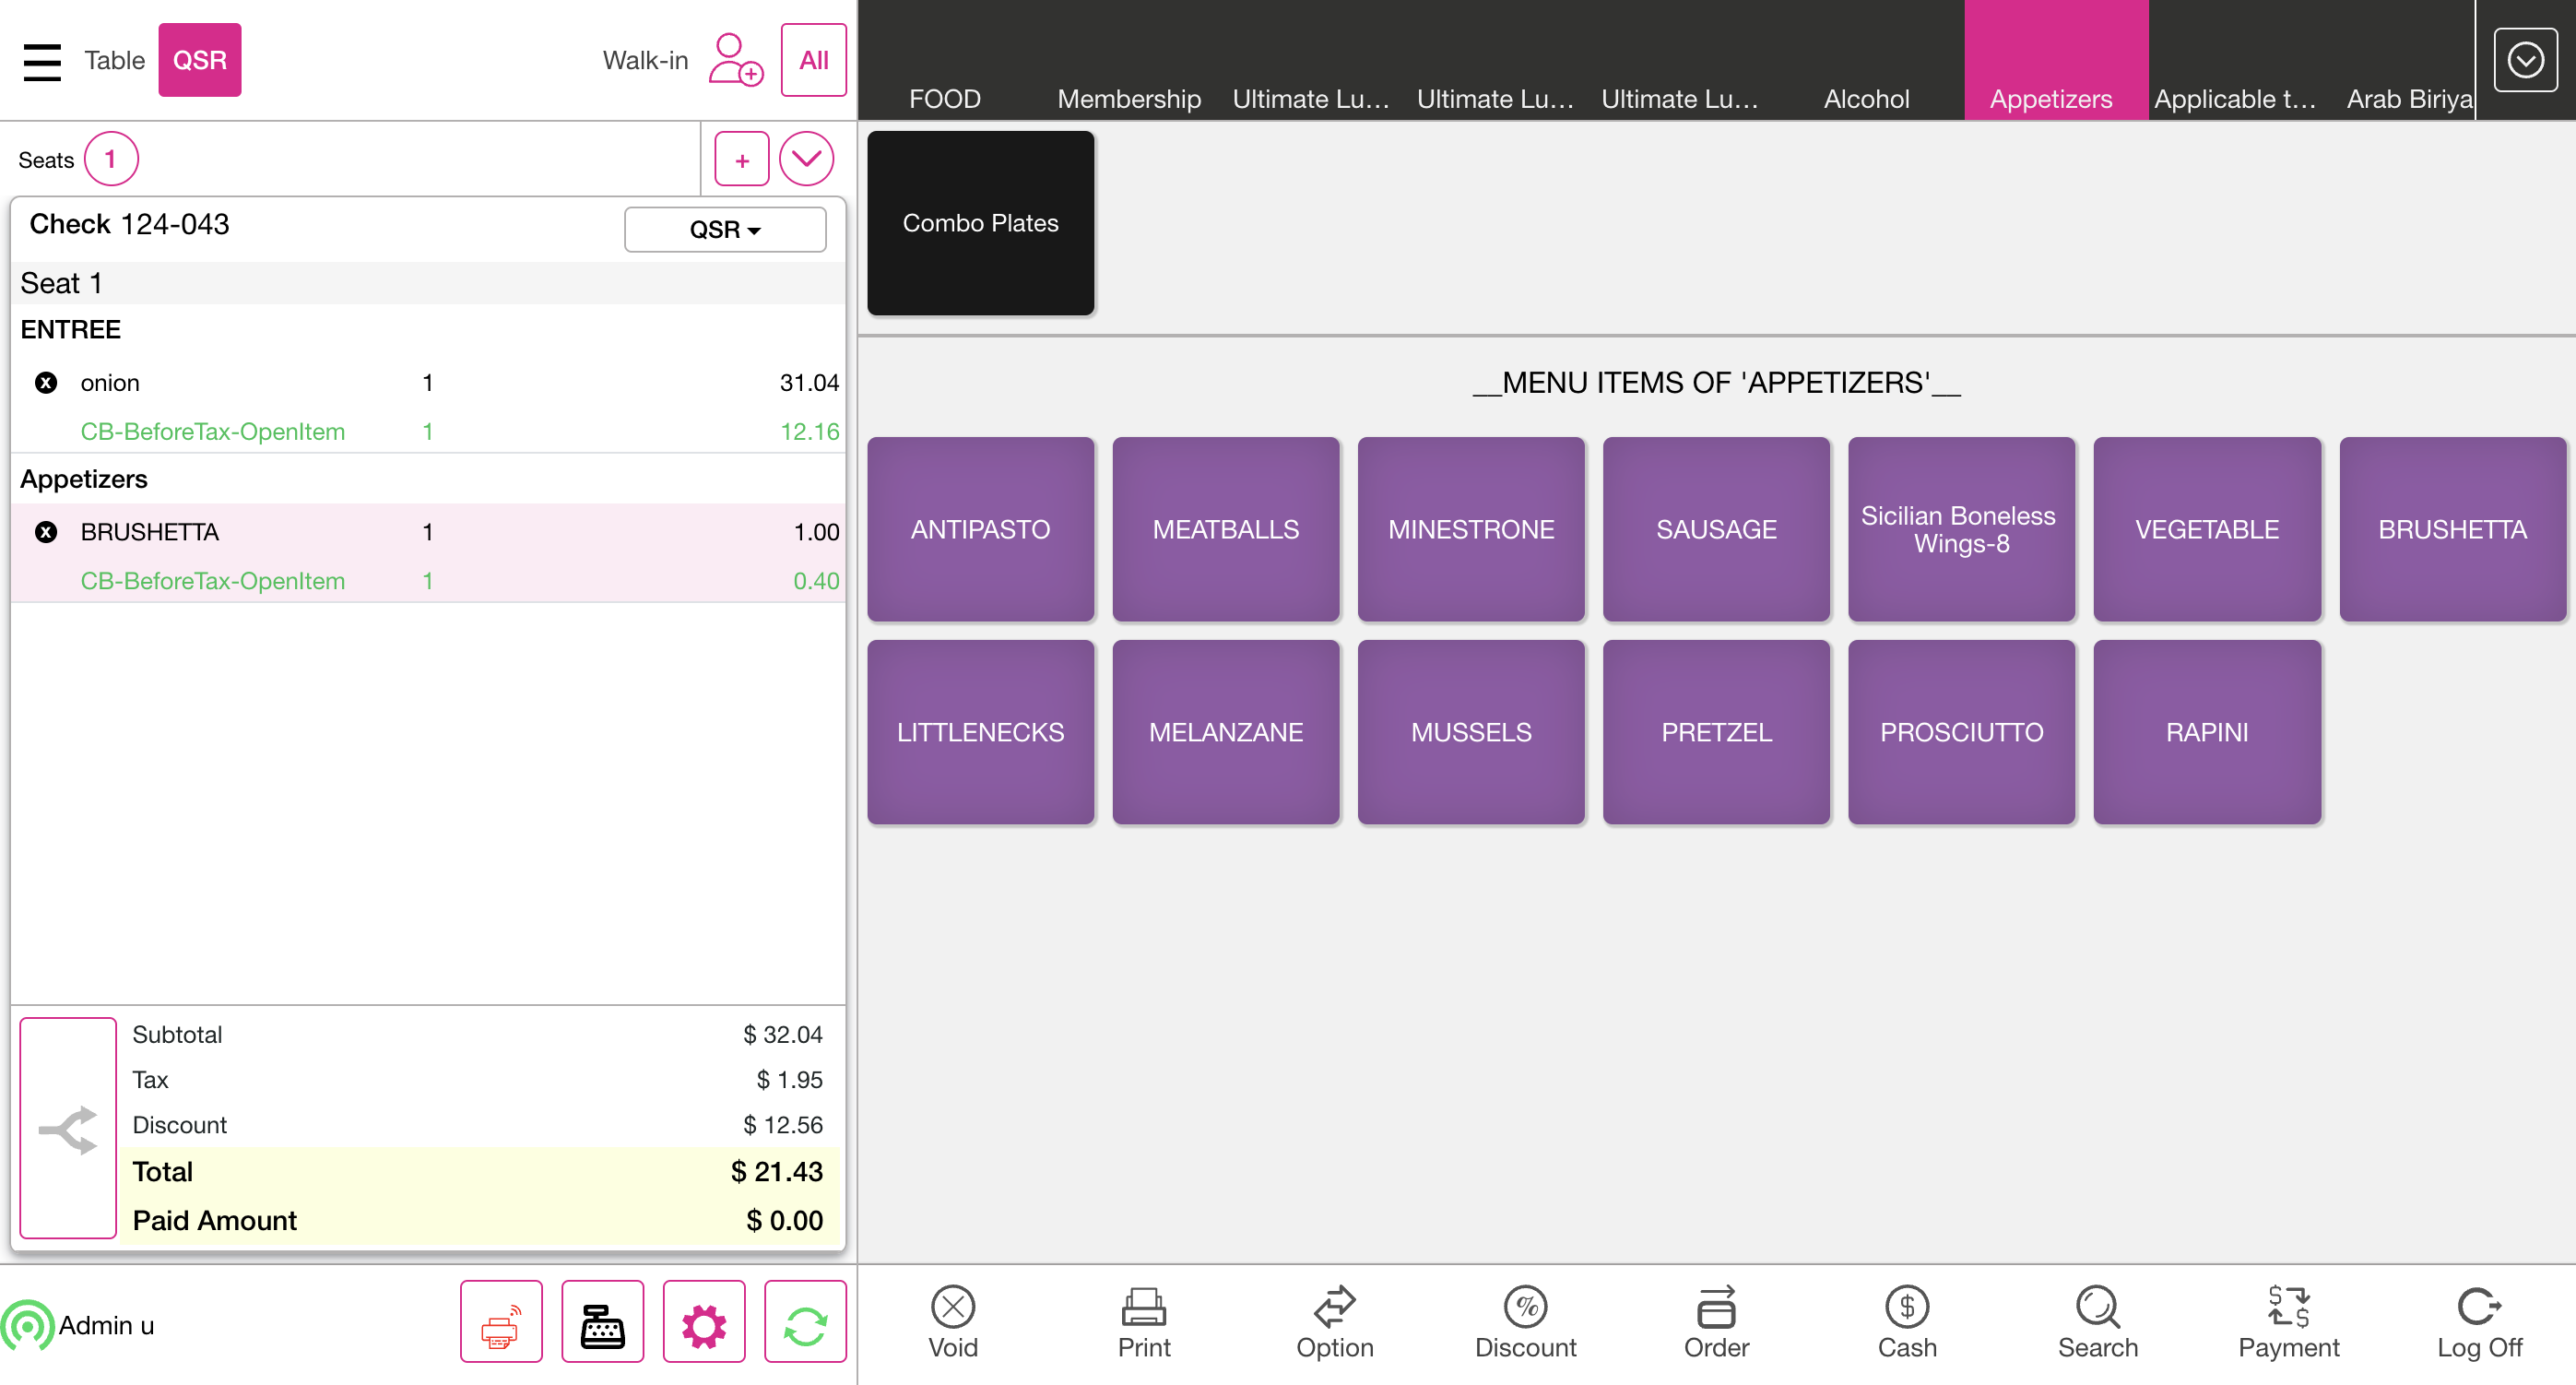 Table QSR Walk-in All
FOOD Membership Ultimate Lu... Ultimate Lu... Ultimate Lu... Alcohol Appetizers Applicable t... Arab Biriya
Seats 1 +
Check 124-043 QSR
Seat 1
ENTREE
onion 1 31.04
CB-BeforeTax-OpenItem 1 12.16
Appetizers
BRUSHETTA 1 1.00
CB-BeforeTax-OpenItem 1 0.40
Subtotal $ 32.04
Tax $ 1.95
Discount $ 12.56
Total $ 21.43
Paid Amount $ 0.00
Admin u
Combo Plates
__MENU ITEMS OF 'APPETIZERS'__
ANTIPASTO MEATBALLS MINESTRONE SAUSAGE Sicilian Boneless VEGETABLE BRUSHETTA
Wings-8
LITTLENECKS MELANZANE MUSSELS PRETZEL PROSCIUTTO RAPINI
Void Print Option Discount Order Cash Search Payment Log Off